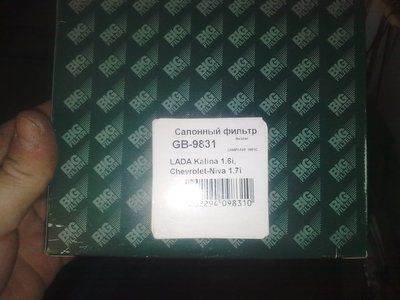 BIG FILTER
Салонный фильтр
GB-9831
LADA Kalina 1.6i,
Chevrolet-Niva 1.7i